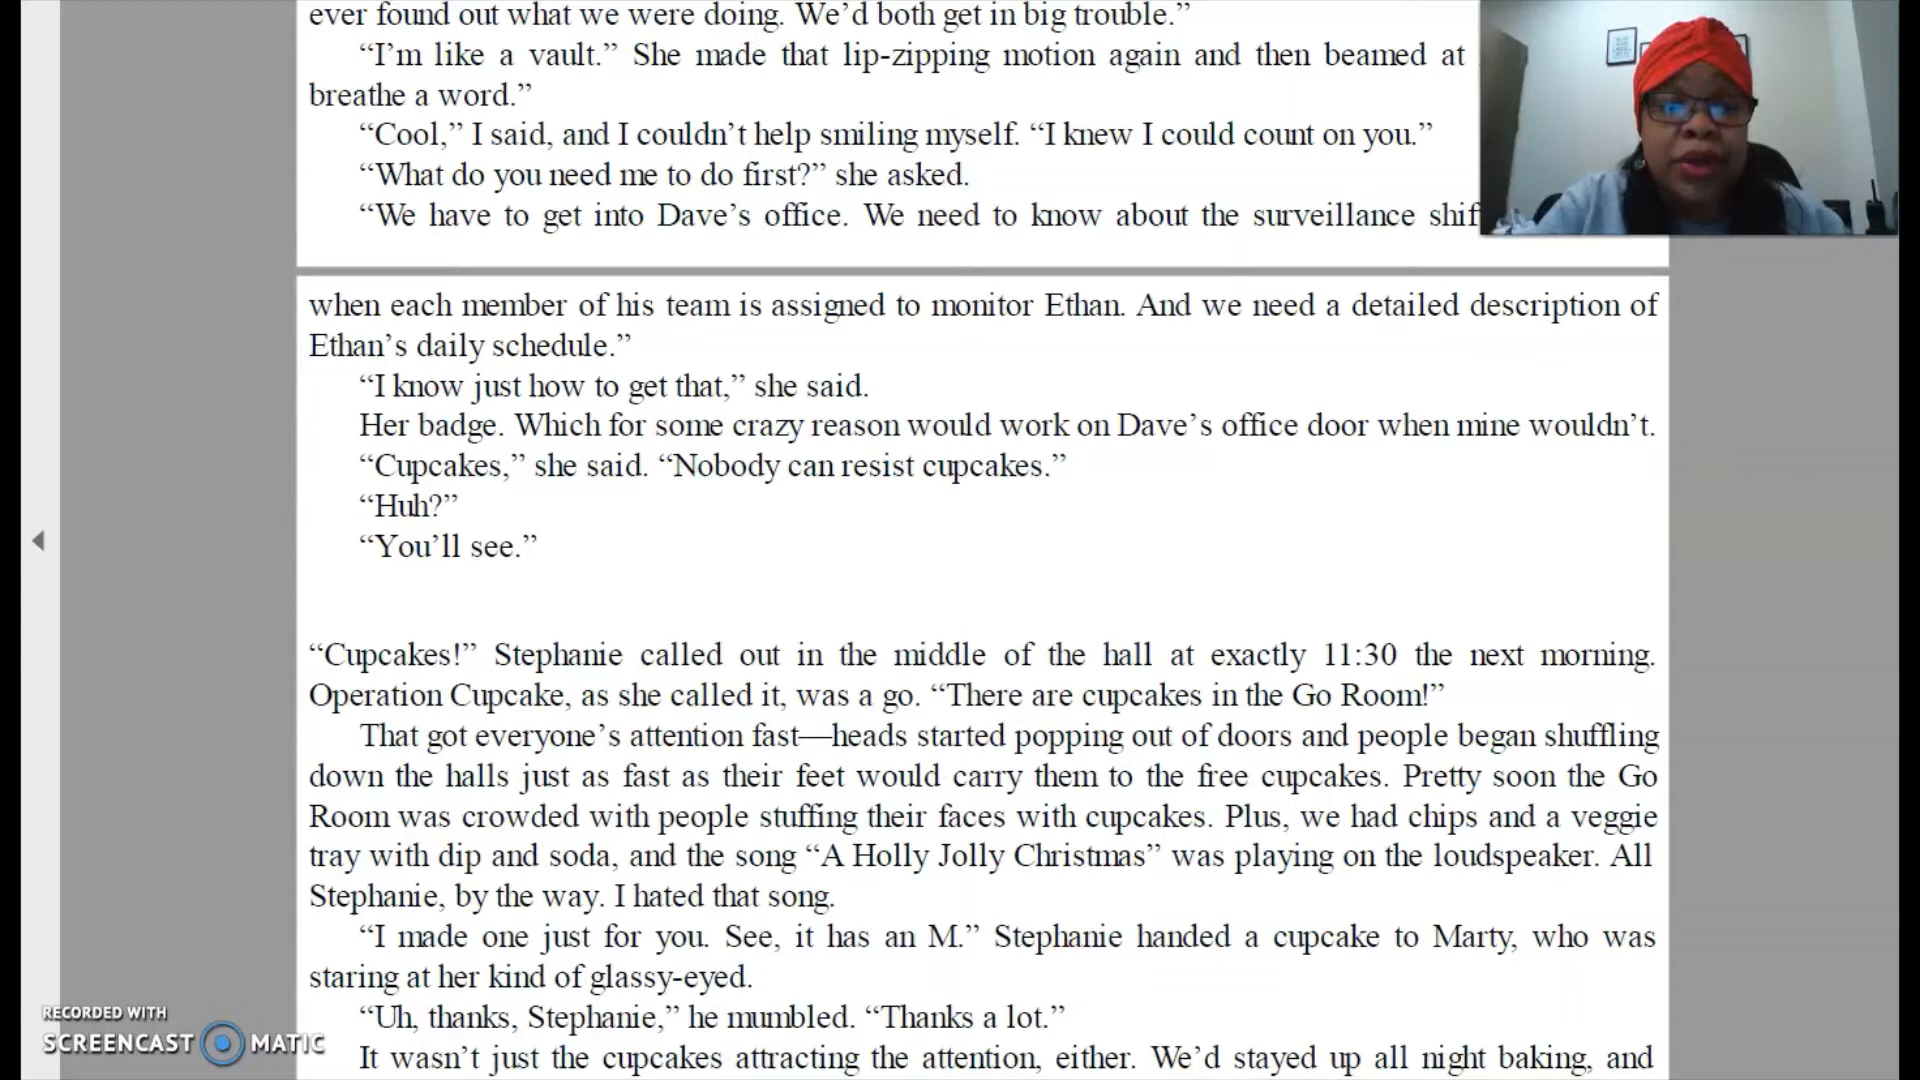 ever found out what we were doing. We’d both get in big trouble.”
“I’m like a vault.” She made that lip-zipping motion again and then beamed at
breathe a word.”
“Cool,” I said, and I couldn’t help smiling myself. “I knew I could count on you.”
“What do you need me to do first?” she asked.
“We have to get into Dave’s office. We need to know about the surveillance
when each member of his team is assigned to monitor Ethan. And we need a detailed description of
Ethan’s daily schedule.”
“I know just how to get that,” she said.
Her badge. Which for some crazy reason would work on Dave’s office door when mine wouldn’t.
“Cupcakes,” she said. “Nobody can resist cupcakes.”
“Huh?”
“You’ll see.”
“Cupcakes!” Stephanie called out in the middle of the hall at exactly 11:30 the next morning.
Operation Cupcake, as she called it, was a go. “There are cupcakes in the Go Room!”
That got everyone’s attention fast—heads started popping out of doors and people began shuffling
down the halls just as fast as their feet would carry them to the free cupcakes. Pretty soon the Go
Room was crowded with people stuffing their faces with cupcakes. Plus, we had chips and a veggie
tray with dip and soda, and the song “A Holly Jolly Christmas” was playing on the loudspeaker. All
Stephanie, by the way. I hated that song.
“I made one just for you. See, it has an M.” Stephanie handed a cupcake to Marty, who was
staring at her kind of glassy-eyed.
“Uh, thanks, Stephanie,” he mumbled. “Thanks a lot.”
It wasn’t just the cupcakes attracting the attention, either. We’d stayed up all night baking, and
RECORDED WITH
SCREENCAST MATIC